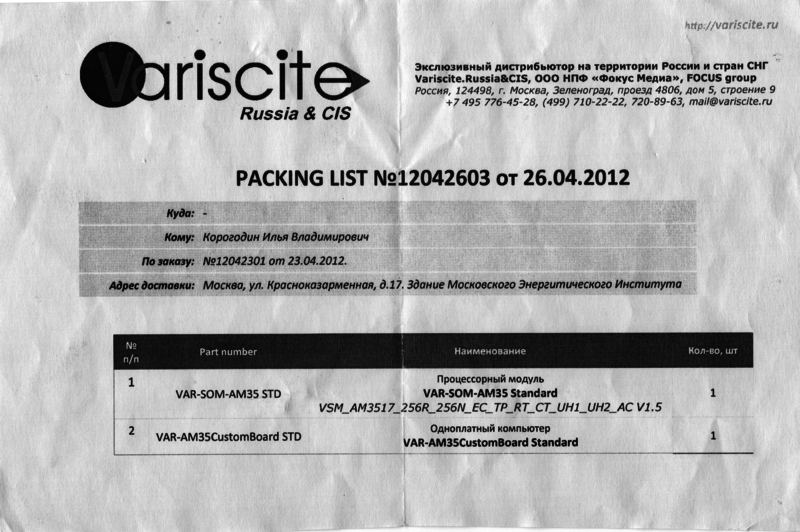 http://variscite.ru
Variscite
Russia & CIS
Экслюзивный дистрибьютор на территории России и стран СНГ
Variscite.Russia&CIS, ООО НПФ «Фокус Медиа», FOCUS group
Россия, 124498, г. Москва, Зеленоград, проезд 4806, дом 5, строение 9
+7 495 776-45-28, (499) 710-22-22, 720-89-63, mail@variscite.ru
PACKING LIST №12042603 от 26.04.2012
Куда: -
Кому: Корогодин Илья Владимирович
По заказу: №12042301 от 23.04.2012.
Адрес доставки: Москва, ул. Красноказарменная, д.17. Здание Московского Энергитического Института
№ п/п Part number Наименование Кол-во, шт
1 VAR-SOM-AM35 STD Процессорный модуль 1
VAR-SOM-AM35 Standard
VSM_AM3517_256R_256N_EC_TP_RT_CT_UH1_UH2_AC V1.5
2 VAR-AM35CustomBoard STD Одноплатный компьютер 1
VAR-AM35CustomBoard Standard